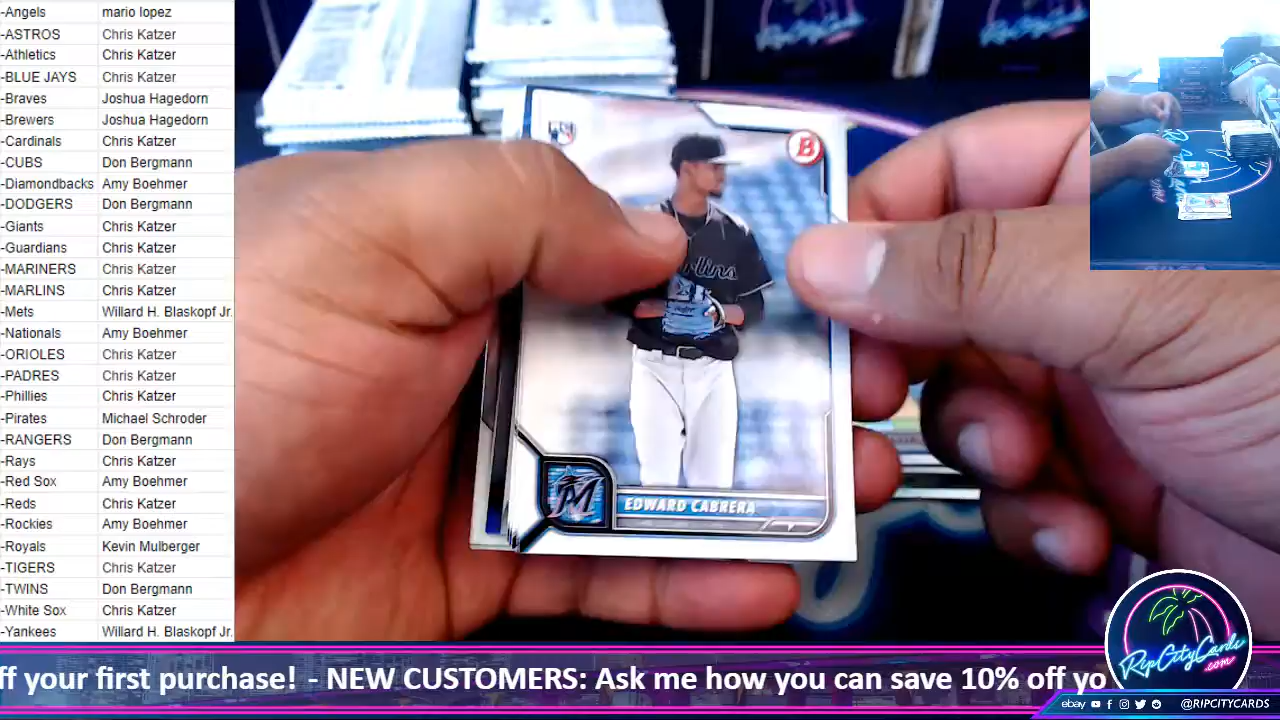 -Angels mario lopez
-ASTROS Chris Katzer
-Athletics Chris Katzer
-BLUE JAYS Chris Katzer
-Braves Joshua Hagedorn
-Brewers Joshua Hagedorn
-Cardinals Chris Katzer
-CUBS Don Bergmann
-Diamondbacks Amy Boehmer
-DODGERS Don Bergmann
-Giants Chris Katzer
-Guardians Chris Katzer
-MARINERS Chris Katzer
-MARLINS Chris Katzer
-Mets Willard H. Blaskopf Jr.
-Nationals Amy Boehmer
-ORIOLES Chris Katzer
-PADRES Chris Katzer
-Phillies Chris Katzer
-Pirates Michael Schroder
-RANGERS Don Bergmann
-Rays Chris Katzer
-Red Sox Amy Boehmer
-Reds Chris Katzer
-Rockies Amy Boehmer
-Royals Kevin Mulberger
-TIGERS Chris Katzer
-TWINS Don Bergmann
-White Sox Chris Katzer
-Yankees Willard H. Blaskopf Jr.
B
M
EDWARD CABRERA
ff your first purchase! - NEW CUSTOMERS: Ask me how you can save 10% off yo
RipCityCards
.com
ebay @RIPCITYCARDS